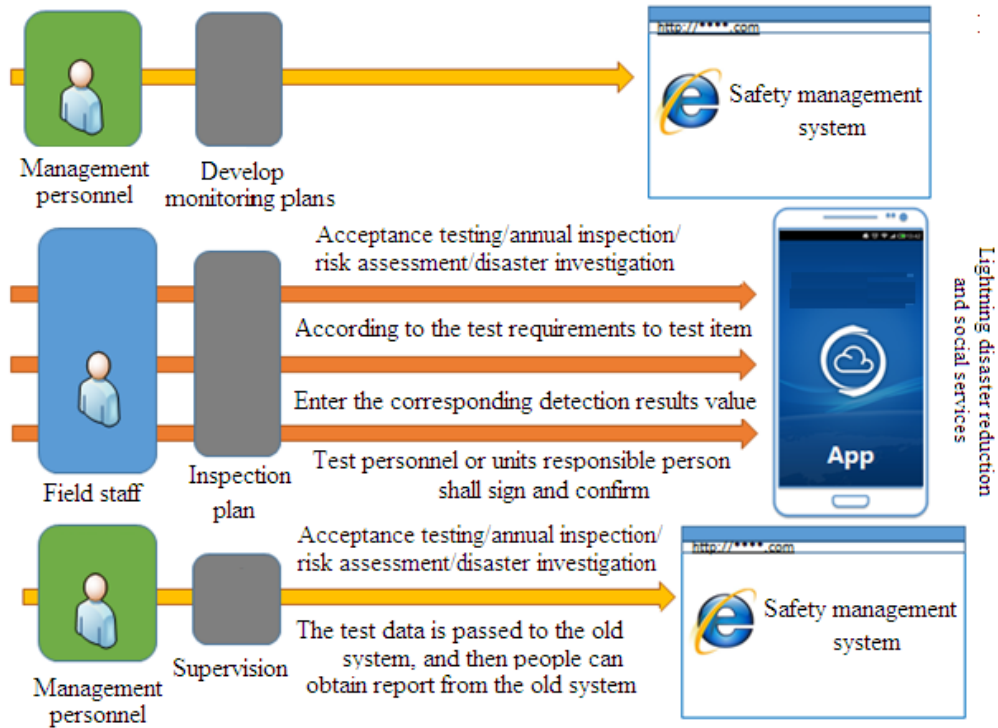 http://****.com
Safety management
system
Management
personnel
Develop
monitoring plans
Acceptance testing/annual inspection/
risk assessment/disaster investigation
According to the test requirements to test item
Enter the corresponding detection results value
Test personnel or units responsible person
shall sign and confirm
Field staff
Inspection
plan
App
Lightning disaster reduction
and social services
Acceptance testing/annual inspection/
risk assessment/disaster investigation
The test data is passed to the old
system, and then people can
obtain report from the old system
Management
personnel
Supervision
http://****.com
Safety management
system